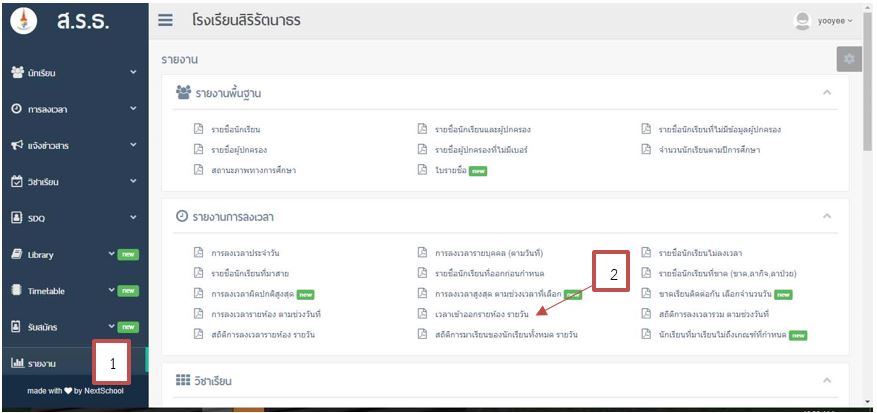 ส.ร.ธ.
โรงเรียนสิริรัตนาธร
yooyee
นักเรียน
การลงเวลา
แจ้งข่าวสาร
วิชาเรียน
SDQ
Library new
Timetable new
รับสมัคร new
รายงาน
1
made with ❤ by NextSchool
รายงาน
รายงานพื้นฐาน
รายชื่อนักเรียน รายชื่อนักเรียนและผู้ปกครอง รายชื่อนักเรียนที่ไม่มีข้อมูลผู้ปกครอง
รายชื่อผู้ปกครอง รายชื่อผู้ปกครองที่ไม่มีเบอร์ จำนวนนักเรียนตามปีการศึกษา
สถานะภาพทางการศึกษา ใบรายชื่อ new
รายงานการลงเวลา
การลงเวลาประจำวัน การลงเวลารายบุคคล (ตามวันที่) รายชื่อนักเรียนไม่ลงเวลา
รายชื่อนักเรียนที่มาสาย รายชื่อนักเรียนที่ออกก่อนกำหนด รายชื่อนักเรียนที่ขาด (ขาด,ลากิจ,ลาป่วย)
2
การลงเวลาผิดปกติสูงสุด new การลงเวลาสูงสุด ตามช่วงเวลาที่เลือก new ขาดเรียนติดต่อกัน เลือกจำนวนวัน new
การลงเวลารายห้อง ตามช่วงวันที่ เวลาเข้าออกรายห้อง รายวัน สถิติการลงเวลารวม ตามช่วงวันที่
สถิติการลงเวลารายห้อง รายวัน สถิติการมาเรียนของนักเรียนทั้งหมด รายวัน นักเรียนที่มาเรียนไม่ถึงเกณฑ์ที่กำหนด new
วิชาเรียน